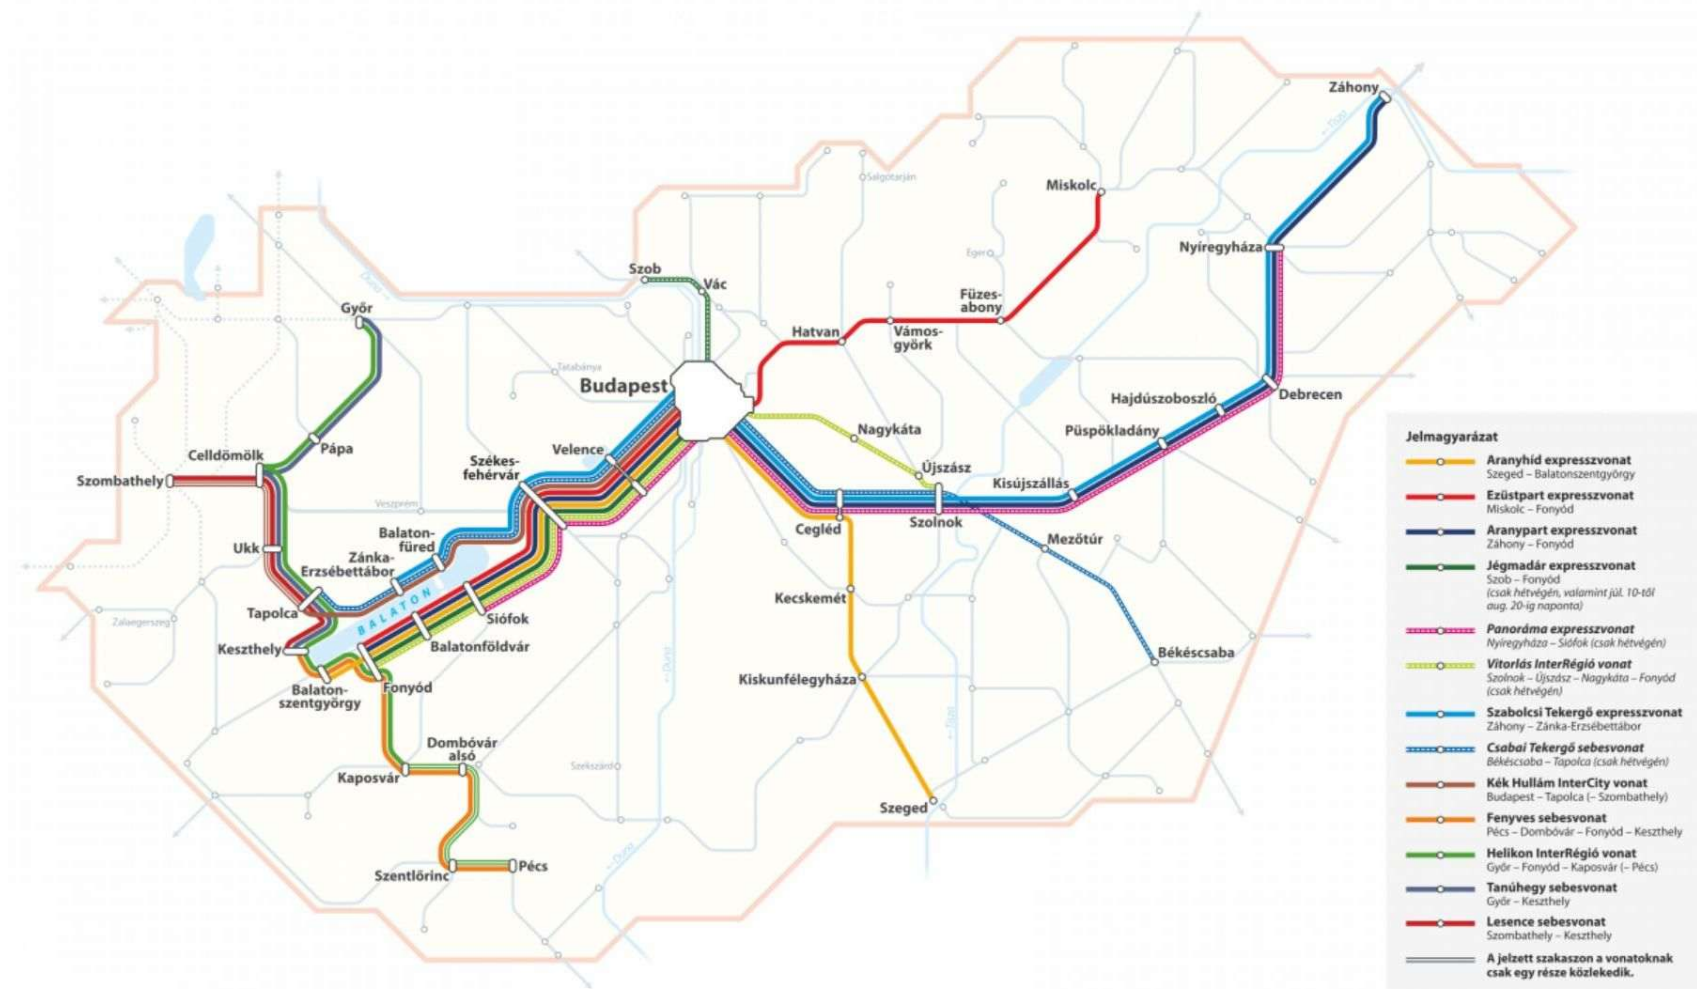 Záhony
← Tisza
Salgótarján
Miskolc
Nyíregyháza
Eger
Szob
Vác
Duna →
Győr
Füzes-
abony
Hatvan
Vámos-
györk
Tatabánya
Budapest
Hajdúszoboszló
Debrecen
Püspökladány
Nagykáta
Pápa
Celldömölk
Velence
Székes-
fehérvár
Újszász
Szombathely
Kisújszállás
Veszprém
Cegléd
Szolnok
Balaton-
füred
Mezőtúr
Ukk
Zánka-
Erzsébettábor
Kecskemét
Tapolca
BALATON
Zalaegerszeg
Siófok
Keszthely
Balatonföldvár
Békéscsaba
← Duna
Kiskunfélegyháza
Balaton-
szentgyörgy
Fonyód
← Tisza
Dombóvár
alsó
Kaposvár
Szekszárd
Szeged
← Duna
Szentlőrinc
Pécs
Jelmagyarázat
Aranyhíd expresszvonat
Szeged – Balatonszentgyörgy
Ezüstpart expresszvonat
Miskolc – Fonyód
Aranypart expresszvonat
Záhony – Fonyód
Jégmadár expresszvonat
Szob – Fonyód
(csak hétvégén, valamint júl. 10-től
aug. 20-ig naponta)
Panoráma expresszvonat
Nyíregyháza – Siófok (csak hétvégén)
Vitorlás InterRégió vonat
Szolnok – Újszász – Nagykáta – Fonyód
(csak hétvégén)
Szabolcsi Tekergő expresszvonat
Záhony – Zánka-Erzsébettábor
Csabai Tekergő sebesvonat
Békéscsaba – Tapolca (csak hétvégén)
Kék Hullám InterCity vonat
Budapest – Tapolca (– Szombathely)
Fenyves sebesvonat
Pécs – Dombóvár – Fonyód – Keszthely
Helikon InterRégió vonat
Győr – Fonyód – Kaposvár (– Pécs)
Tanúhegy sebesvonat
Győr – Keszthely
Lesence sebesvonat
Szombathely – Keszthely
A jelzett szakaszon a vonatoknak
csak egy része közlekedik.